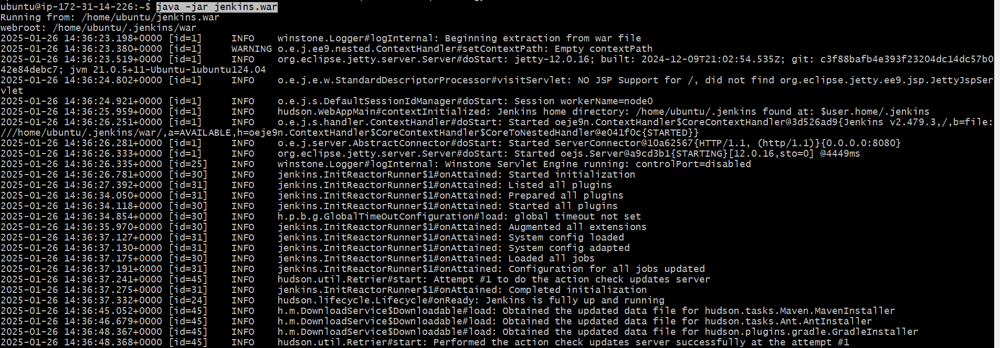 ubuntu@ip-172-31-14-226:~$ java -jar jenkins.war
Running from: /home/ubuntu/jenkins.war
webroot: /home/ubuntu/.jenkins/war
2025-01-26 14:36:23.198+0000 [id=1]     INFO    winstone.Logger#logInternal: Beginning extraction from war file
2025-01-26 14:36:23.380+0000 [id=1]     WARNING o.e.j.ee9.nested.ContextHandler#setContextPath: Empty contextPath
2025-01-26 14:36:23.519+0000 [id=1]     INFO    org.eclipse.jetty.server.Server#doStart: jetty-12.0.16; built: 2024-12-09T21:02:54.535Z; git: c3f88bafb4e393f23204dc14dc57b0
42e84debc7; jvm 21.0.5+11-Ubuntu-1ubuntu124.04
2025-01-26 14:36:24.802+0000 [id=1]     INFO    o.e.j.e.w.StandardDescriptorProcessor#visitServlet: NO JSP Support for /, did not find org.eclipse.jetty.ee9.jsp.JettyJspSer
vlet
2025-01-26 14:36:24.921+0000 [id=1]     INFO    o.e.j.s.DefaultSessionIdManager#doStart: Session workerName=node0
2025-01-26 14:36:25.959+0000 [id=1]     INFO    hudson.WebAppMain#contextInitialized: Jenkins home directory: /home/ubuntu/.jenkins found at: $user.home/.jenkins
2025-01-26 14:36:26.251+0000 [id=1]     INFO    o.e.j.s.handler.ContextHandler#doStart: Started oeje9n.ContextHandler$CoreContextHandler@3d526ad9{Jenkins v2.479.3,/,b=file:
///home/ubuntu/.jenkins/war/,a=AVAILABLE,h=oeje9n.ContextHandler$CoreContextHandler$CoreToNestedHandler@e041f0c{STARTED}}
2025-01-26 14:36:26.281+0000 [id=1]     INFO    o.e.j.server.AbstractConnector#doStart: Started ServerConnector@10a62567{HTTP/1.1, (http/1.1)}{0.0.0.0:8080}
2025-01-26 14:36:26.333+0000 [id=1]     INFO    org.eclipse.jetty.server.Server#doStart: Started oejs.Server@a9cd3b1{STARTING}[12.0.16,sto=0] @4449ms
2025-01-26 14:36:26.335+0000 [id=25]    INFO    winstone.Logger#logInternal: Winstone Servlet Engine running: controlPort=disabled
2025-01-26 14:36:26.781+0000 [id=30]    INFO    jenkins.InitReactorRunner$1#onAttained: Started initialization
2025-01-26 14:36:27.392+0000 [id=31]    INFO    jenkins.InitReactorRunner$1#onAttained: Listed all plugins
2025-01-26 14:36:34.050+0000 [id=31]    INFO    jenkins.InitReactorRunner$1#onAttained: Prepared all plugins
2025-01-26 14:36:34.118+0000 [id=30]    INFO    jenkins.InitReactorRunner$1#onAttained: Started all plugins
2025-01-26 14:36:34.854+0000 [id=30]    INFO    h.p.b.g.GlobalTimeOutConfiguration#load: global timeout not set
2025-01-26 14:36:35.970+0000 [id=30]    INFO    jenkins.InitReactorRunner$1#onAttained: Augmented all extensions
2025-01-26 14:36:37.127+0000 [id=31]    INFO    jenkins.InitReactorRunner$1#onAttained: System config loaded
2025-01-26 14:36:37.130+0000 [id=31]    INFO    jenkins.InitReactorRunner$1#onAttained: System config adapted
2025-01-26 14:36:37.175+0000 [id=30]    INFO    jenkins.InitReactorRunner$1#onAttained: Loaded all jobs
2025-01-26 14:36:37.191+0000 [id=31]    INFO    jenkins.InitReactorRunner$1#onAttained: Configuration for all jobs updated
2025-01-26 14:36:37.241+0000 [id=45]    INFO    hudson.util.Retrier#start: Attempt #1 to do the action check updates server
2025-01-26 14:36:37.275+0000 [id=31]    INFO    jenkins.InitReactorRunner$1#onAttained: Completed initialization
2025-01-26 14:36:37.332+0000 [id=24]    INFO    hudson.lifecycle.Lifecycle#onReady: Jenkins is fully up and running
2025-01-26 14:36:45.052+0000 [id=45]    INFO    h.m.DownloadService$Downloadable#load: Obtained the updated data file for hudson.tasks.Maven.MavenInstaller
2025-01-26 14:36:46.679+0000 [id=45]    INFO    h.m.DownloadService$Downloadable#load: Obtained the updated data file for hudson.tasks.Ant.AntInstaller
2025-01-26 14:36:48.367+0000 [id=45]    INFO    h.m.DownloadService$Downloadable#load: Obtained the updated data file for hudson.plugins.gradle.GradleInstaller
2025-01-26 14:36:48.368+0000 [id=45]    INFO    hudson.util.Retrier#start: Performed the action check updates server successfully at the attempt #1